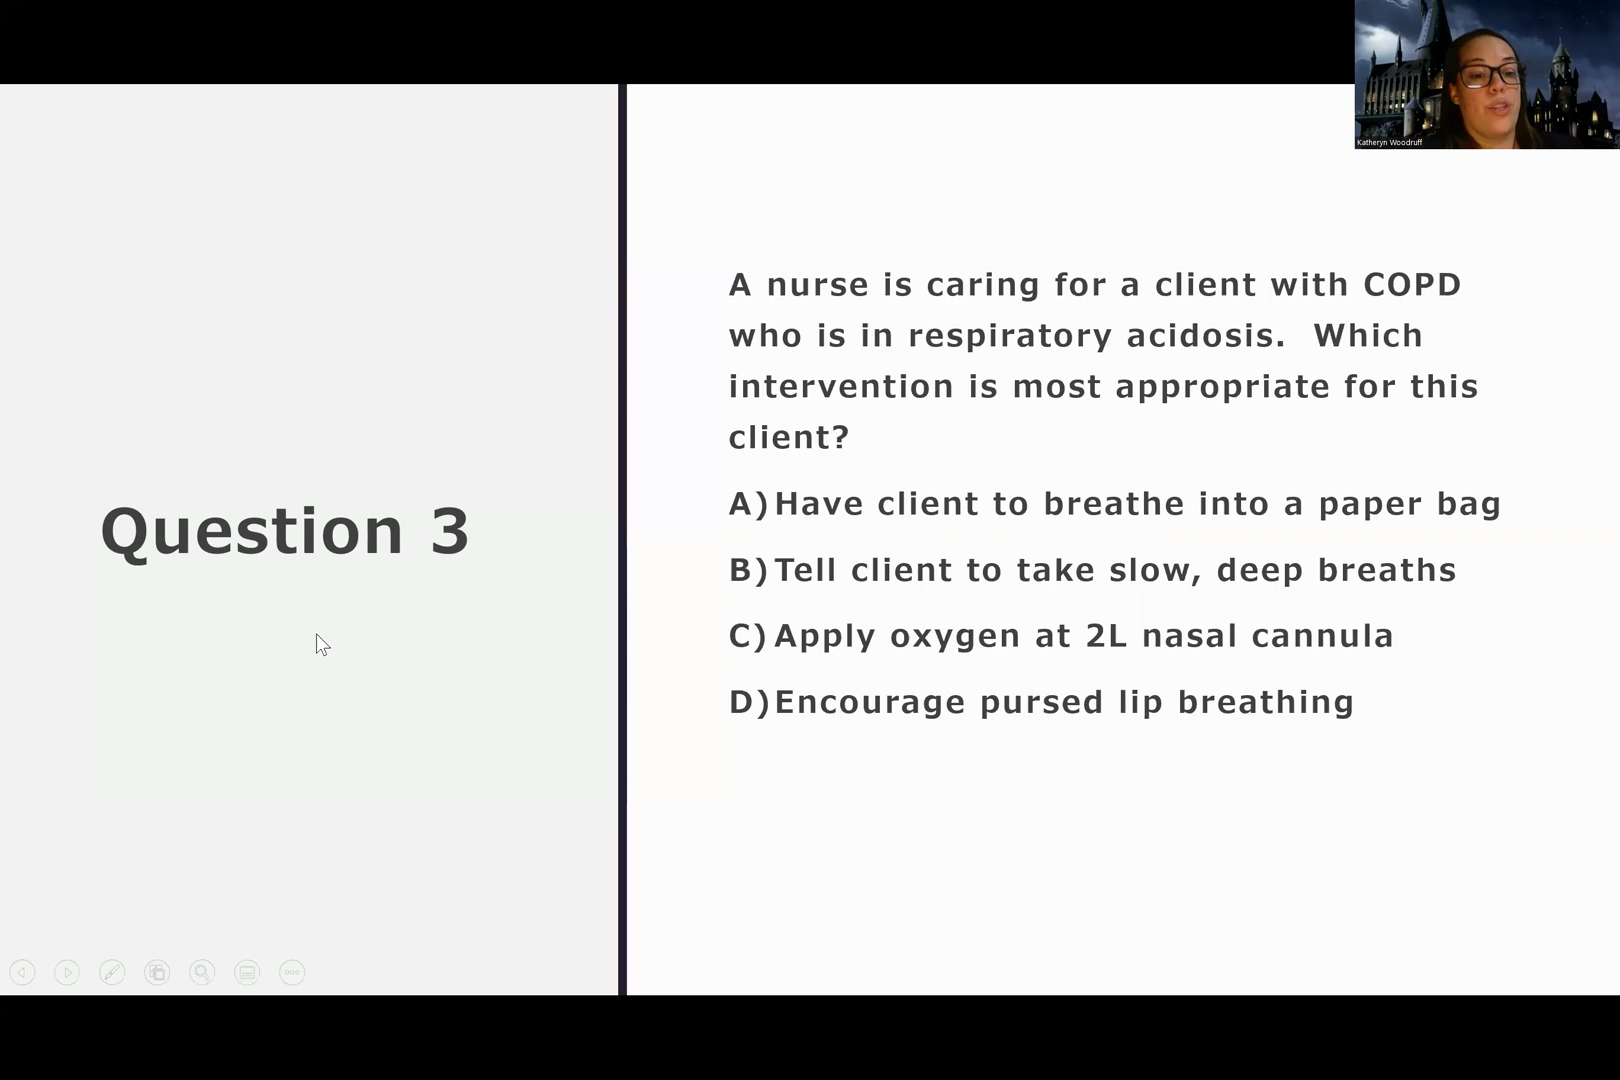 Katheryn Woodruff
Question 3
A nurse is caring for a client with COPD
who is in respiratory acidosis.  Which
intervention is most appropriate for this
client?
A) Have client to breathe into a paper bag
B) Tell client to take slow, deep breaths
C) Apply oxygen at 2L nasal cannula
D) Encourage pursed lip breathing